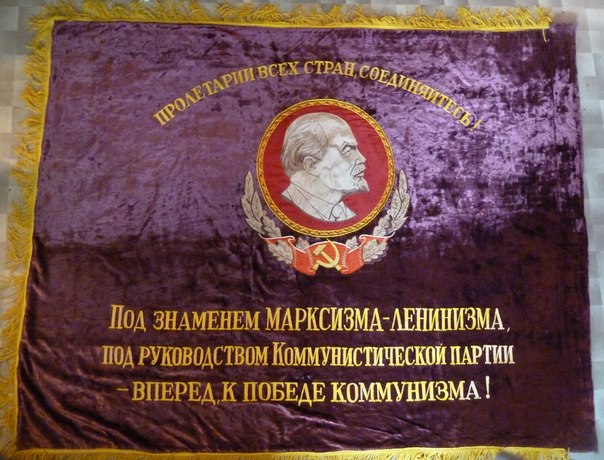 ПРОЛЕТАРИИ ВСЕХ СТРАН, СОЕДИНЯЙТЕСЬ!
ПОД ЗНАМЕНЕМ МАРКСИЗМА-ЛЕНИНИЗМА,
ПОД РУКОВОДСТВОМ КОММУНИСТИЧЕСКОЙ ПАРТИИ
– ВПЕРЕД, К ПОБЕДЕ КОММУНИЗМА!